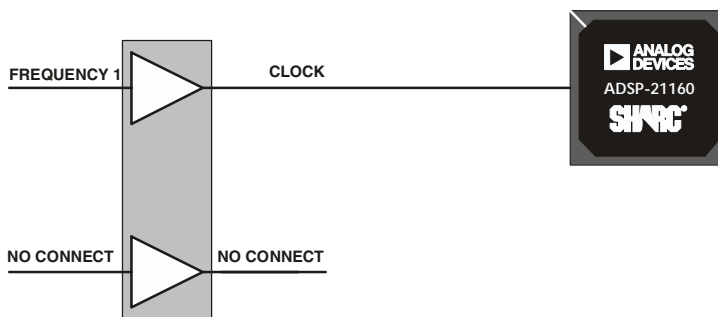 FREQUENCY 1
CLOCK
ANALOG
DEVICES
ADSP-21160
SHARC®
NO CONNECT
NO CONNECT